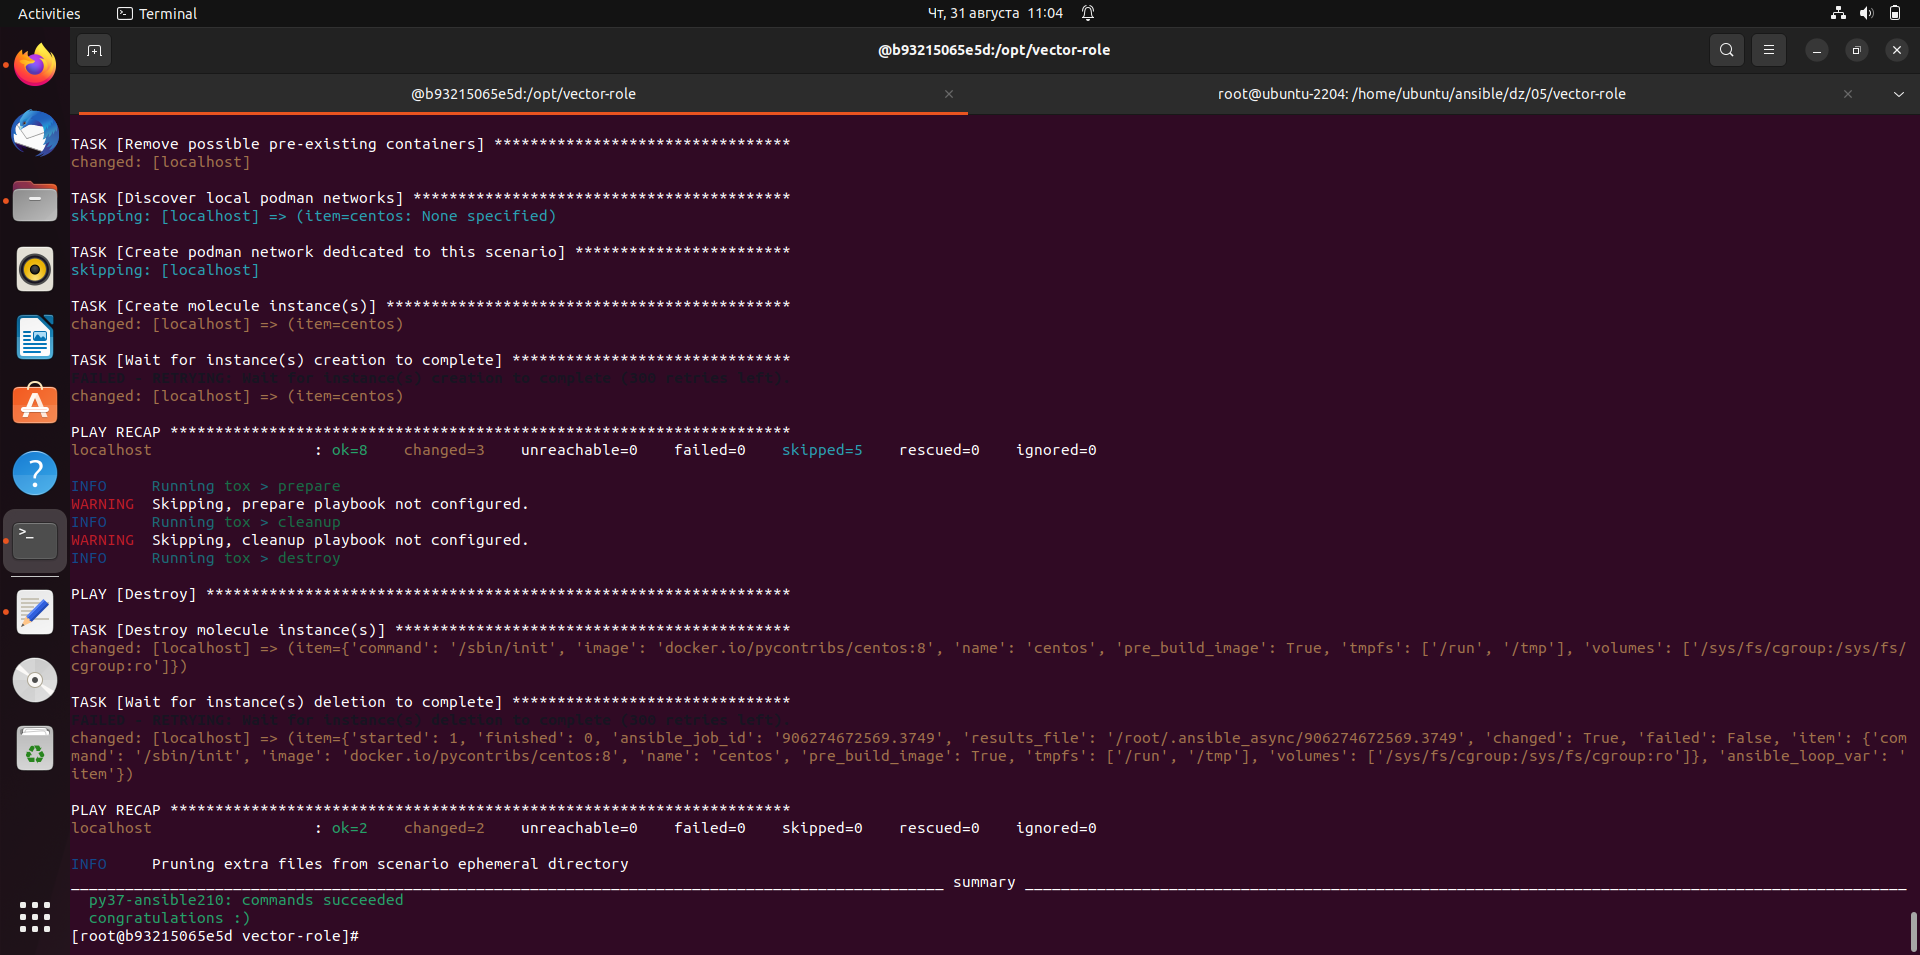 Activities
Terminal
Чт, 31 августа 11:04
@b93215065e5d:/opt/vector-role
@b93215065e5d:/opt/vector-role
root@ubuntu-2204: /home/ubuntu/ansible/dz/05/vector-role
TASK [Remove possible pre-existing containers] *********************************
changed: [localhost]
TASK [Discover local podman networks] ******************************************
skipping: [localhost] => (item=centos: None specified)
TASK [Create podman network dedicated to this scenario] ************************
skipping: [localhost]
TASK [Create molecule instance(s)] *********************************************
changed: [localhost] => (item=centos)
TASK [Wait for instance(s) creation to complete] *******************************
changed: [localhost] => (item=centos)
PLAY RECAP *********************************************************************
localhost                  : ok=8    changed=3    unreachable=0    failed=0    skipped=5    rescued=0    ignored=0
INFO     Running tox > prepare
WARNING  Skipping, prepare playbook not configured.
INFO     Running tox > cleanup
WARNING  Skipping, cleanup playbook not configured.
INFO     Running tox > destroy
PLAY [Destroy] *****************************************************************
TASK [Destroy molecule instance(s)] ********************************************
changed: [localhost] => (item={'command': '/sbin/init', 'image': 'docker.io/pycontribs/centos:8', 'name': 'centos', 'pre_build_image': True, 'tmpfs': ['/run', '/tmp'], 'volumes': ['/sys/fs/cgroup:/sys/fs/
cgroup:ro']})
TASK [Wait for instance(s) deletion to complete] *******************************
changed: [localhost] => (item={'started': 1, 'finished': 0, 'ansible_job_id': '906274672569.3749', 'results_file': '/root/.ansible_async/906274672569.3749', 'changed': True, 'failed': False, 'item': {'com
mand': '/sbin/init', 'image': 'docker.io/pycontribs/centos:8', 'name': 'centos', 'pre_build_image': True, 'tmpfs': ['/run', '/tmp'], 'volumes': ['/sys/fs/cgroup:/sys/fs/cgroup:ro']}, 'ansible_loop_var': '
item'})
PLAY RECAP *********************************************************************
localhost                  : ok=2    changed=2    unreachable=0    failed=0    skipped=0    rescued=0    ignored=0
INFO     Pruning extra files from scenario ephemeral directory
summary
py37-ansible210: commands succeeded
congratulations :)
[root@b93215065e5d vector-role]#